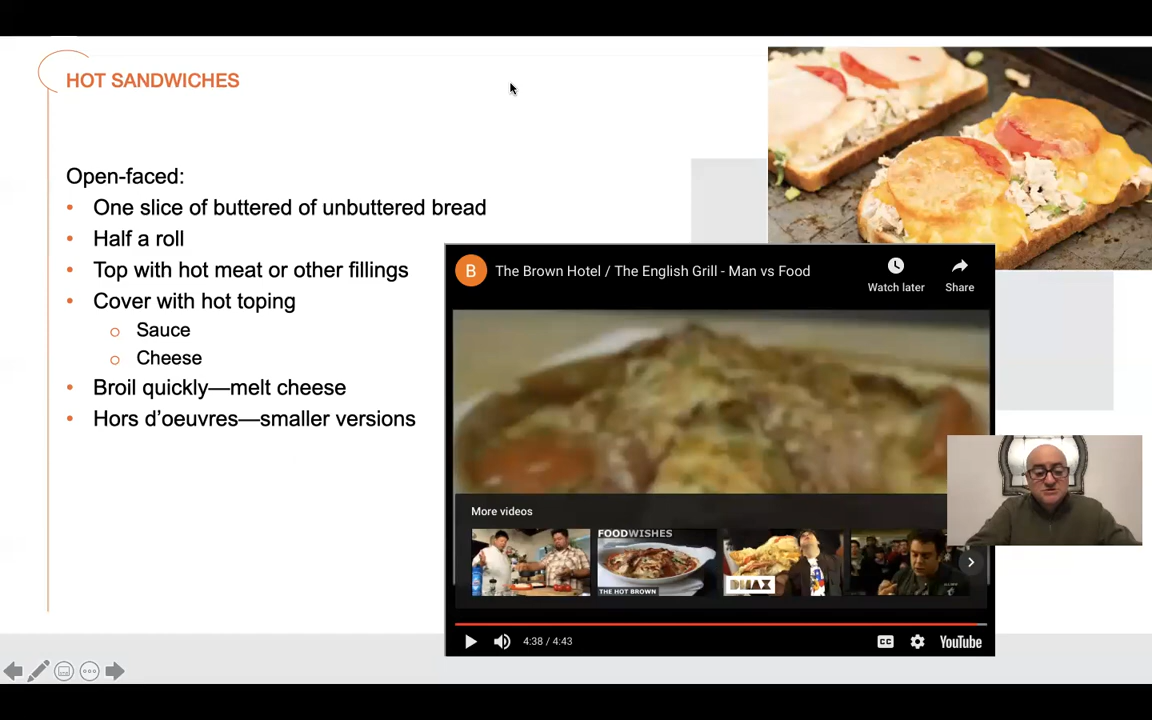 HOT SANDWICHES
Open-faced:
• One slice of buttered of unbuttered bread
• Half a roll
• Top with hot meat or other fillings
• Cover with hot toping
o Sauce
o Cheese
• Broil quickly—melt cheese
• Hors d’oeuvres—smaller versions
B
The Brown Hotel / The English Grill - Man vs Food
Watch later
Share
More videos
FOODWISHES
THE HOT BROWN
DMAX
4:38 / 4:43
CC
YouTube